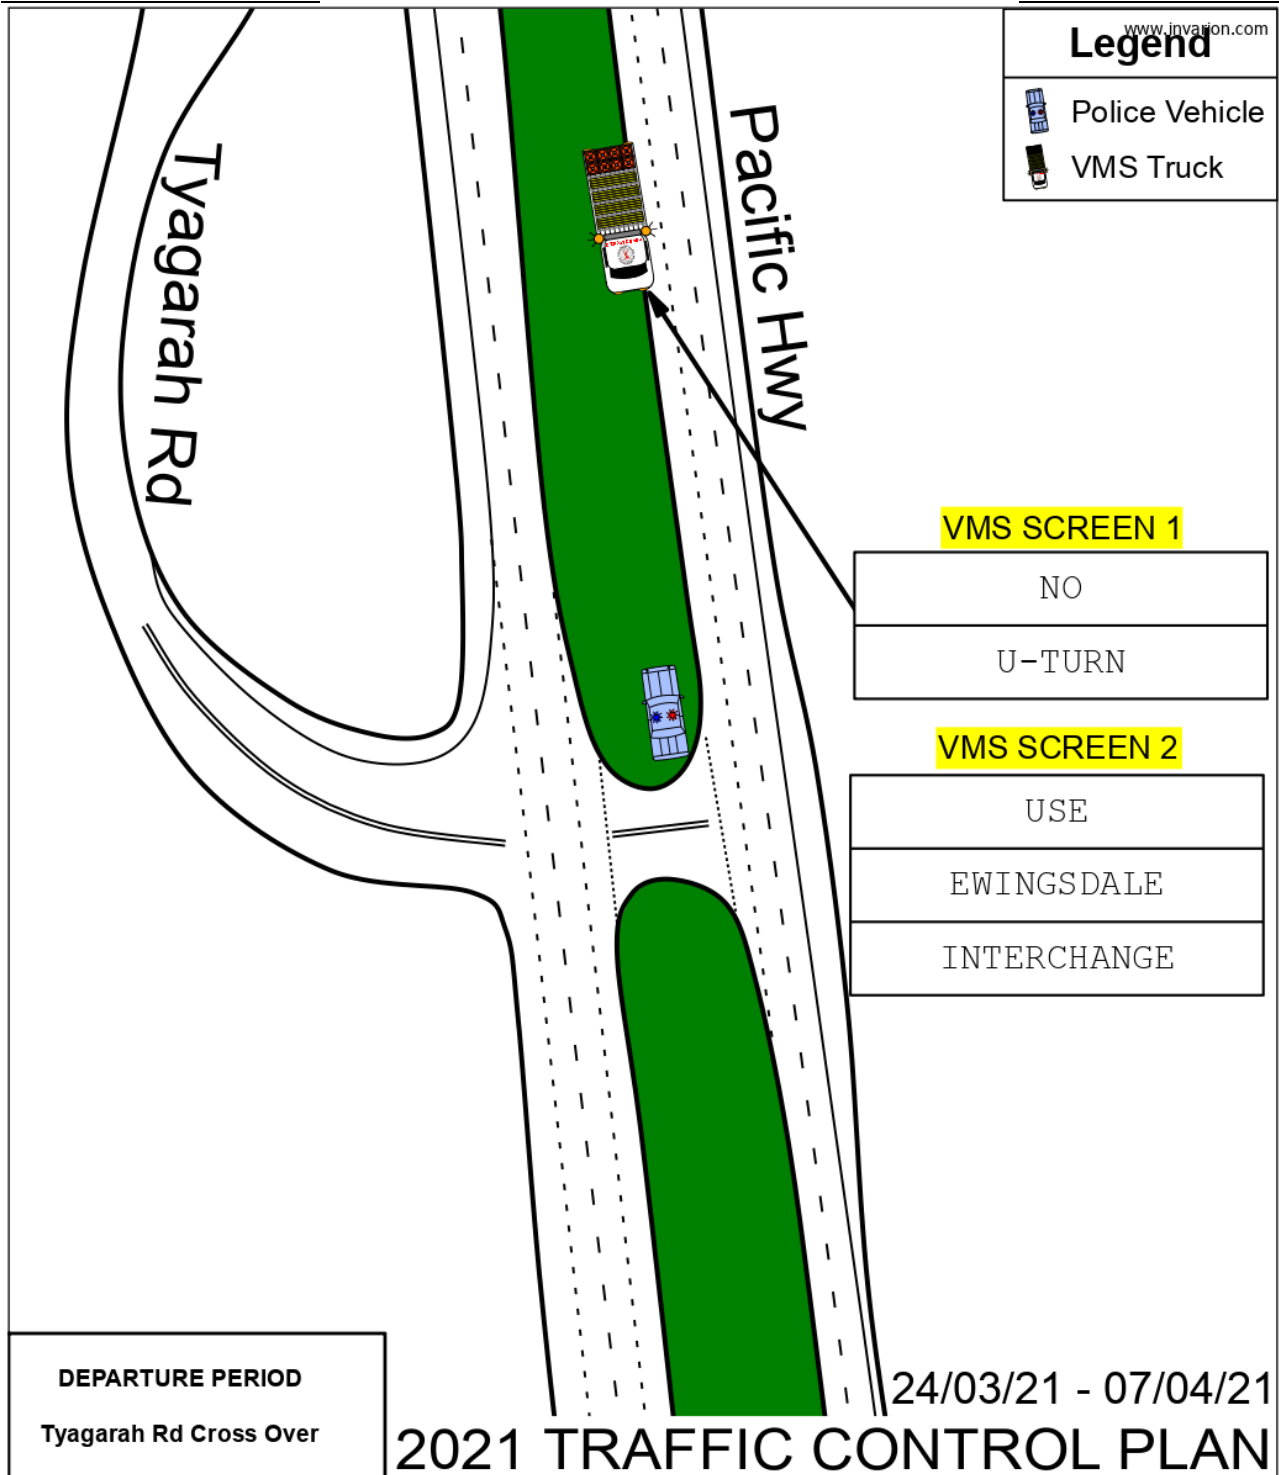 www.invarion.com
Legend
Police Vehicle
VMS Truck
Tyagarah Rd
Pacific Hwy
VMS SCREEN 1
NO
U-TURN
VMS SCREEN 2
USE
EWINGSDALE
INTERCHANGE
DEPARTURE PERIOD
Tyagarah Rd Cross Over
24/03/21 - 07/04/21
2021 TRAFFIC CONTROL PLAN